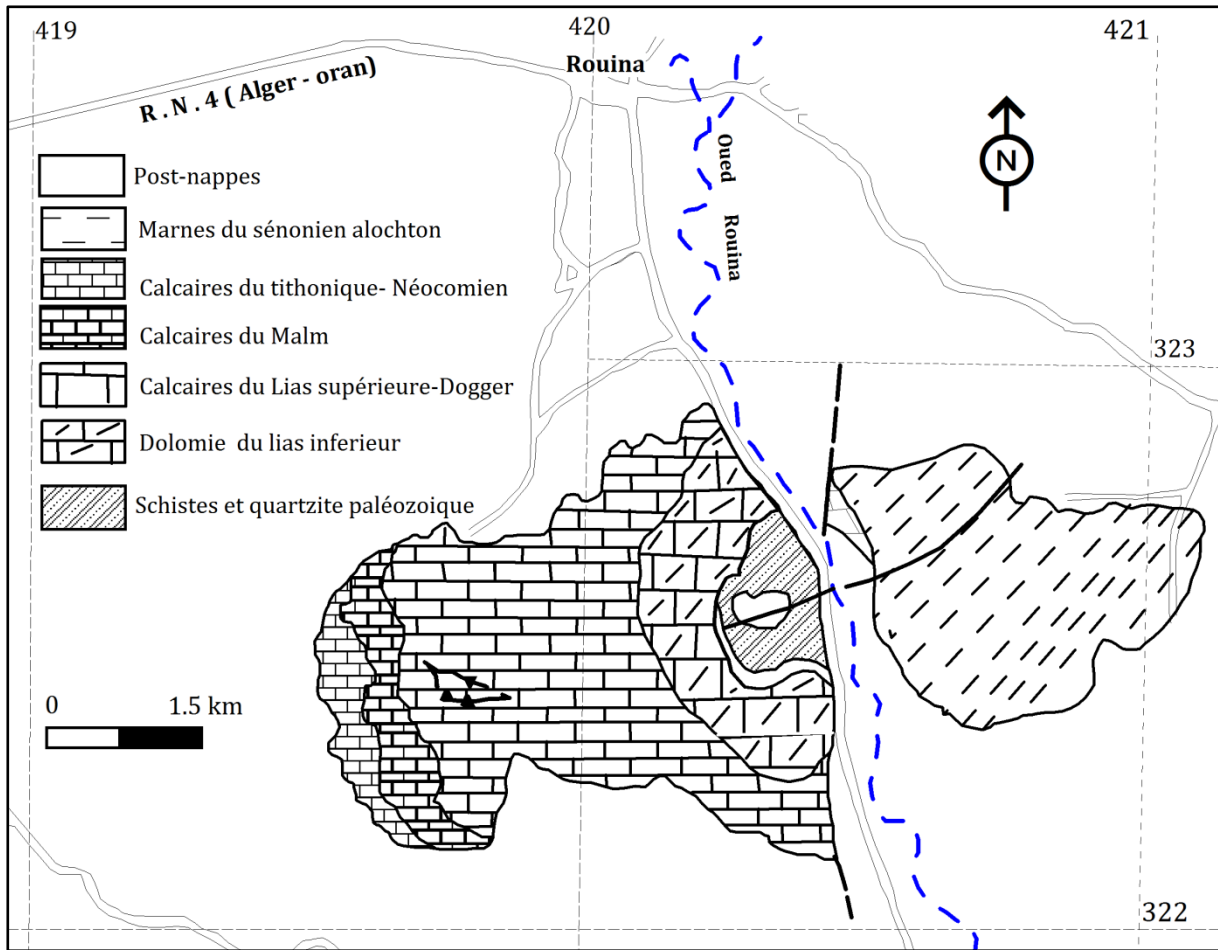 419
420
421
Rouina
R . N . 4 ( Alger - oran)
N
Oued
Rouina
Post-nappes
Marnes du sénonien alochton
Calcaires du tithonique- Néocomien
Calcaires du Malm
Calcaires du Lias supérieure-Dogger
Dolomie du lias inferieur
Schistes et quartzite paléozoique
323
0 1.5 km
322